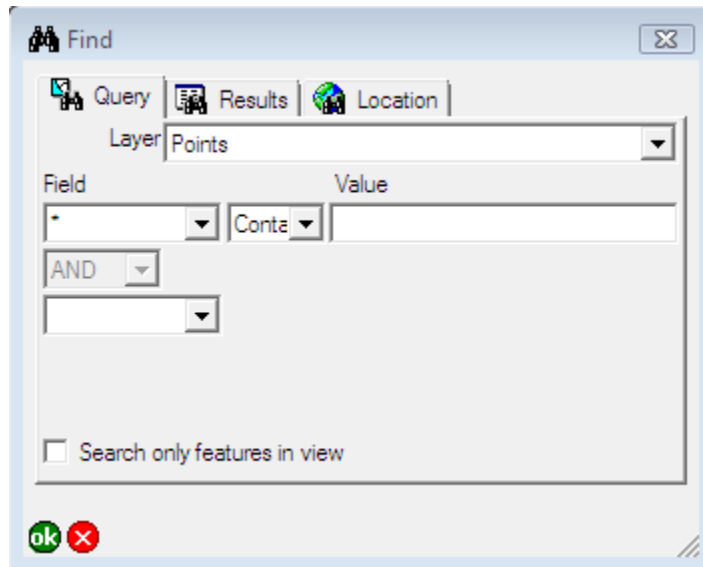 Find
Query Results Location
Layer Points
Field Value
* Conta
AND
Search only features in view
ok